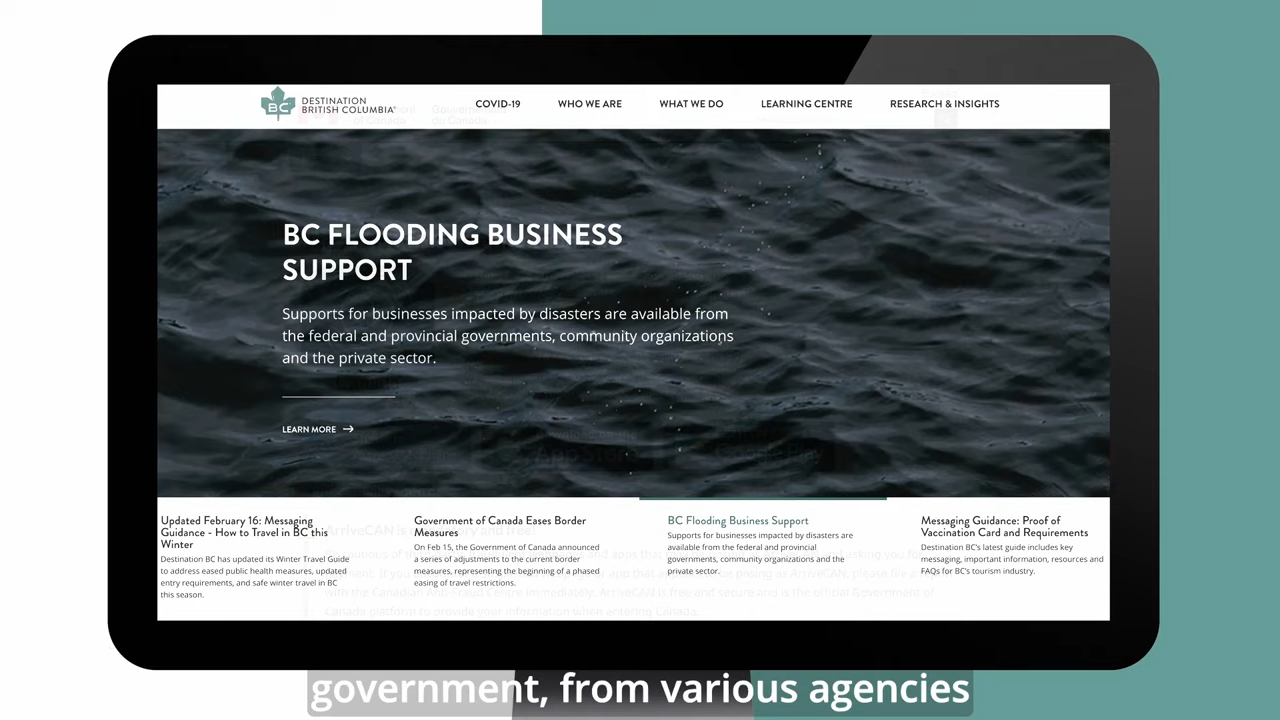 DESTINATION
BRITISH COLUMBIA
BC
COVID-19
WHO WE ARE
WHAT WE DO
LEARNING CENTRE
RESEARCH & INSIGHTS
BC FLOODING BUSINESS
SUPPORT
Supports for businesses impacted by disasters are available from
the federal and provincial governments, community organizations
and the private sector.
LEARN MORE →
Updated February 16: Messaging
Guidance - How to Travel in BC this
Winter
Destination BC has updated its Winter Travel Guide
to address eased public health measures, updated
entry requirements, and safe winter travel in BC
this season.
Government of Canada Eases Border
Measures
On Feb 15, the Government of Canada announced
a series of adjustments to the current border
measures, representing the beginning of a phased
easing of travel restrictions.
BC Flooding Business Support
Supports for businesses impacted by disasters are
available from the federal and provincial
governments, community organizations and the
private sector.
Messaging Guidance: Proof of
Vaccination Card and Requirements
Destination BC's latest guide includes key
messaging, important information, resources and
FAQs for BC's tourism industry.
government, from various agencies